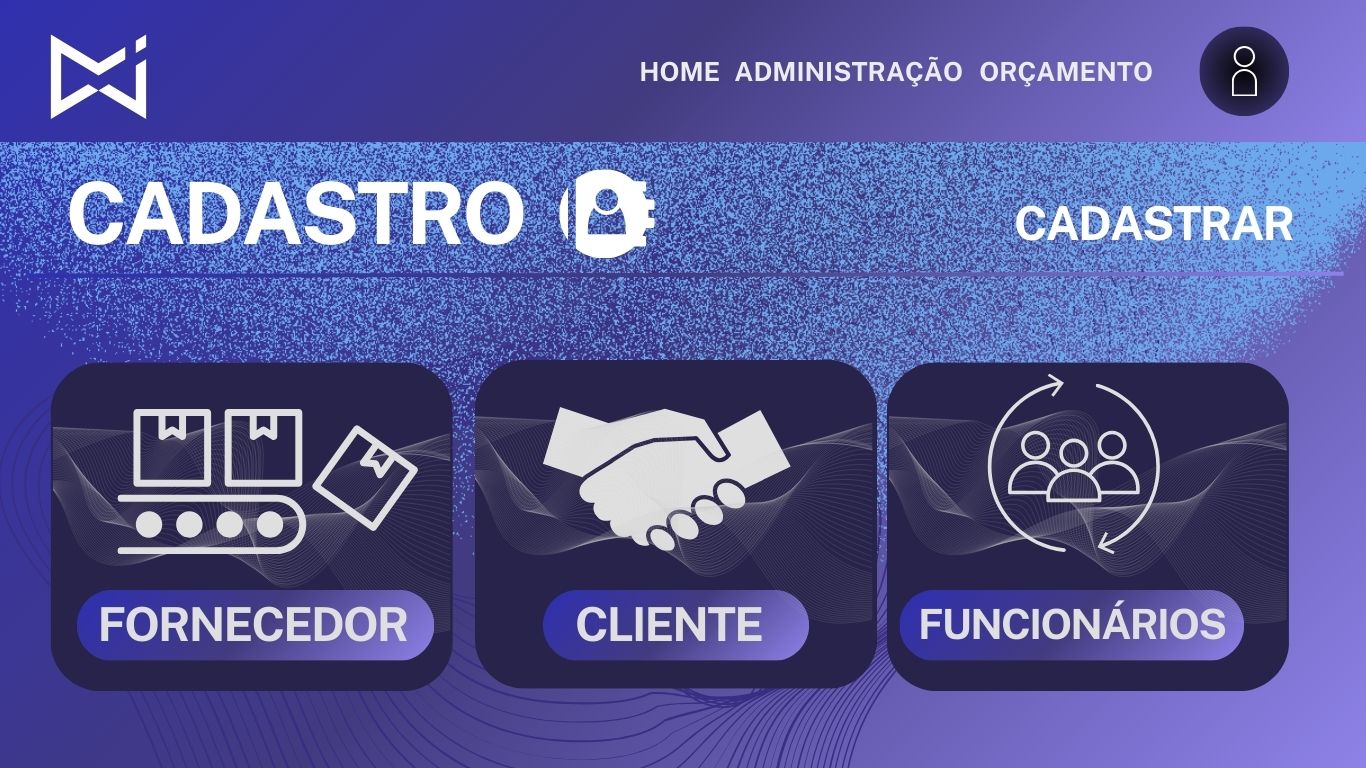 HOME ADMINISTRAÇÃO ORÇAMENTO
CADASTRO
CADASTRAR
FORNECEDOR
CLIENTE
FUNCIONÁRIOS